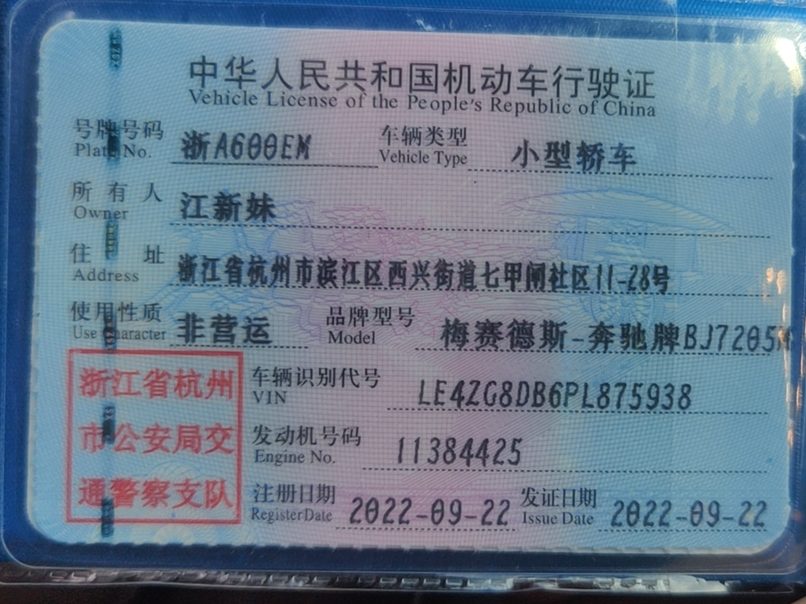 中华人民共和国机动车行驶证
Vehicle License of the People's Republic of China
号牌号码 浙A600EM 车辆类型 小型轿车
Plate No. Vehicle Type
所有人 江新妹
Owner
住址 浙江省杭州市滨江区西兴街道七甲闸社区11-28号
Address
使用性质 非营运 品牌型号 梅赛德斯-奔驰牌BJ7205
Use Character Model
浙江省杭州
市公安局交
通警察支队
车辆识别代号 LE4ZG8DB6PL875938
VIN
发动机号码 11384425
Engine No.
注册日期 2022-09-22 发证日期 2022-09-22
Register Date Issue Date